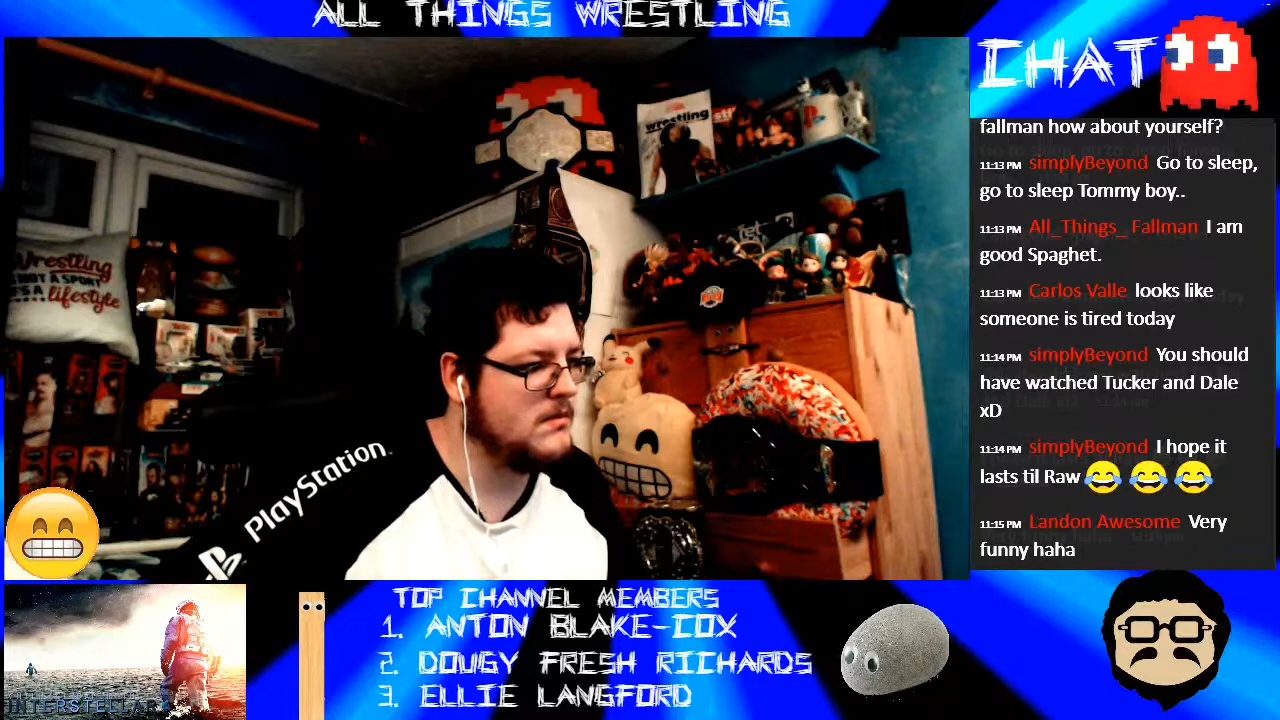 ALL THINGS WRESTLING
CHAT
fallman how about yourself?
11:13 PM simplyBeyond Go to sleep,
go to sleep Tommy boy..
11:13 PM All_Things_ Fallman I am
good Spaghet.
11:13 PM Carlos Valle looks like
someone is tired today
11:14 PM simplyBeyond You should
have watched Tucker and Dale
xD
11:14 PM simplyBeyond I hope it
lasts til Raw
11:15 PM Landon Awesome Very
funny haha
wrestling
Wrestling
NOT A SPORT
lifestyle
PlayStation
INTERSTELLAR
TOP CHANNEL MEMBERS
1. ANTON BLAKE-COX
2. DOUGY FRESH RICHARDS
3. ELLIE LANGFORD